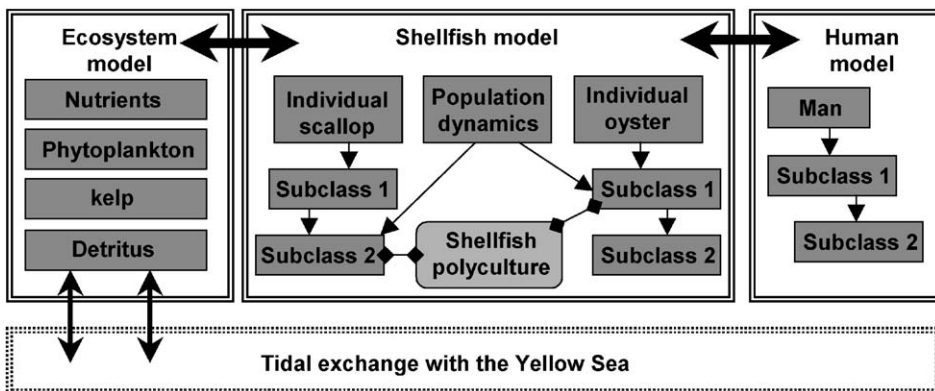 Ecosystem
model
Nutrients
Phytoplankton
kelp
Detritus
Shellfish model
Individual
scallop
Population
dynamics
Individual
oyster
Subclass 1
Subclass 1
Subclass 2
Shellfish
polyculture
Subclass 2
Human
model
Man
Subclass 1
Subclass 2
Tidal exchange with the Yellow Sea